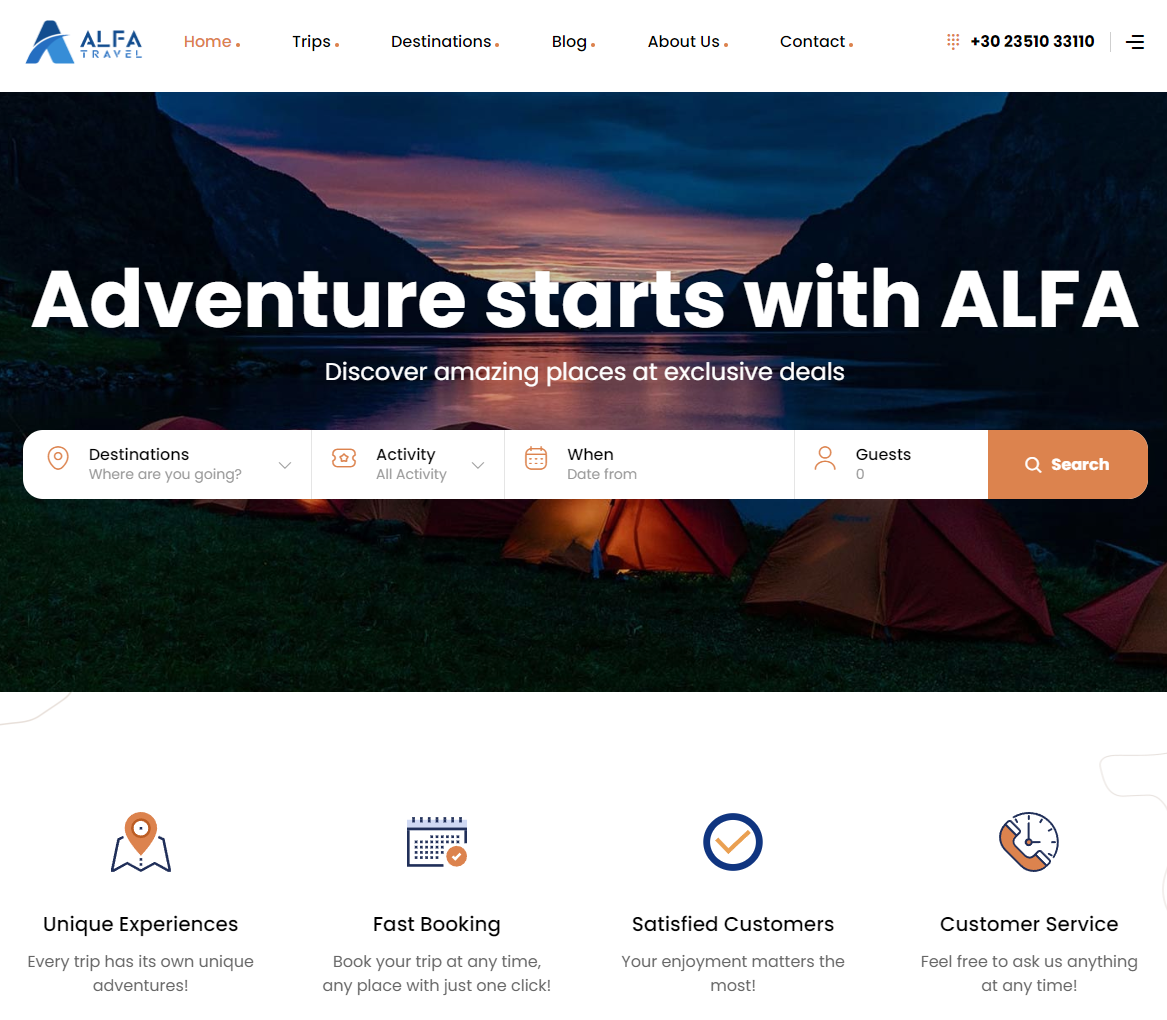 ALFA
TRAVEL
Home
Trips
Destinations
Blog
About Us
Contact
+30 23510 33110
Adventure starts with ALFA
Discover amazing places at exclusive deals
Destinations
Where are you going?
Activity
All Activity
When
Date from
Guests
0
Search
Unique Experiences
Every trip has its own unique
adventures!
Fast Booking
Book your trip at any time,
any place with just one click!
Satisfied Customers
Your enjoyment matters the
most!
Customer Service
Feel free to ask us anything
at any time!